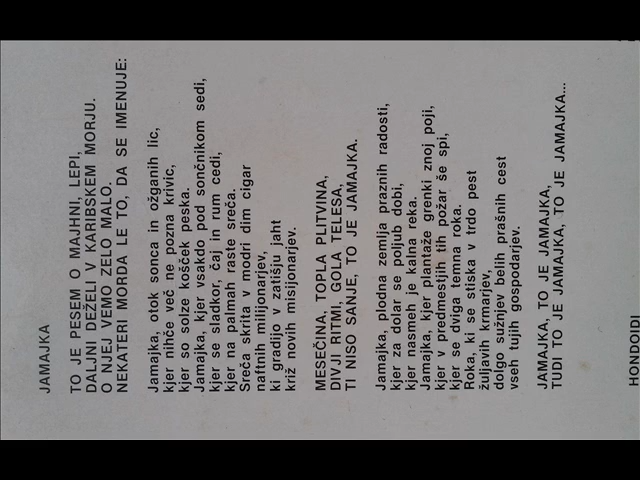 JAMAJKA
TO JE PESEM O MAJHNI, LEPI,
DALJNI DEŽELI V KARIBSKEM MORJU.
O NJEJ VEMO ZELO MALO.
NEKATERI MORDA LE TO, DA SE IMENUJE:
Jamajka, otok sonca in ožganih lic,
kjer nihče več ne pozna krivic,
kjer so solze košček peska.
Jamajka, kjer vsakdo pod sončnikom sedi,
kjer se sladkor, čaj in rum cedi,
kjer na palmah raste sreča.
Sreča skrita v modri dim cigar
naftnih milijonarjev,
ki gradijo v zatišju jaht
križ novih misijonarjev.
MESEČINA, TOPLA PLITVINA,
DIVJI RITMI, GOLA TELESA,
TI NISO SANJE, TO JE JAMAJKA.
Jamajka, plodna zemlja praznih radosti,
kjer za dolar se poljub dobi,
kjer nasmeh je kalna reka.
Jamajka, kjer plantaže grenki znoj poji,
kjer v predmestjih tih požar še spi,
kjer se dviga temna roka.
Roka, ki se stiska v trdo pest
žuljavih krmarjev,
dolgo sužnjev belih prašnih cest
vseh tujih gospodarjev.
JAMAJKA, TO JE JAMAJKA,
TUDI TO JE JAMAJKA, TO JE JAMAJKA...
HONDOIDI